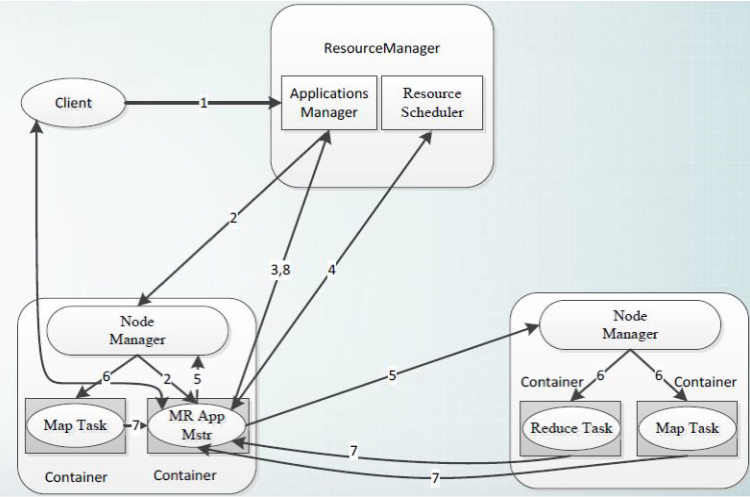 ResourceManager
Client
1
Applications
Manager
Resource
Scheduler
2
3,8
4
Node
Manager
6
2
5
Map Task
7
MR App
Mstr
Container
Container
5
Node
Manager
Container
6
6
Container
Reduce Task
Map Task
7
7